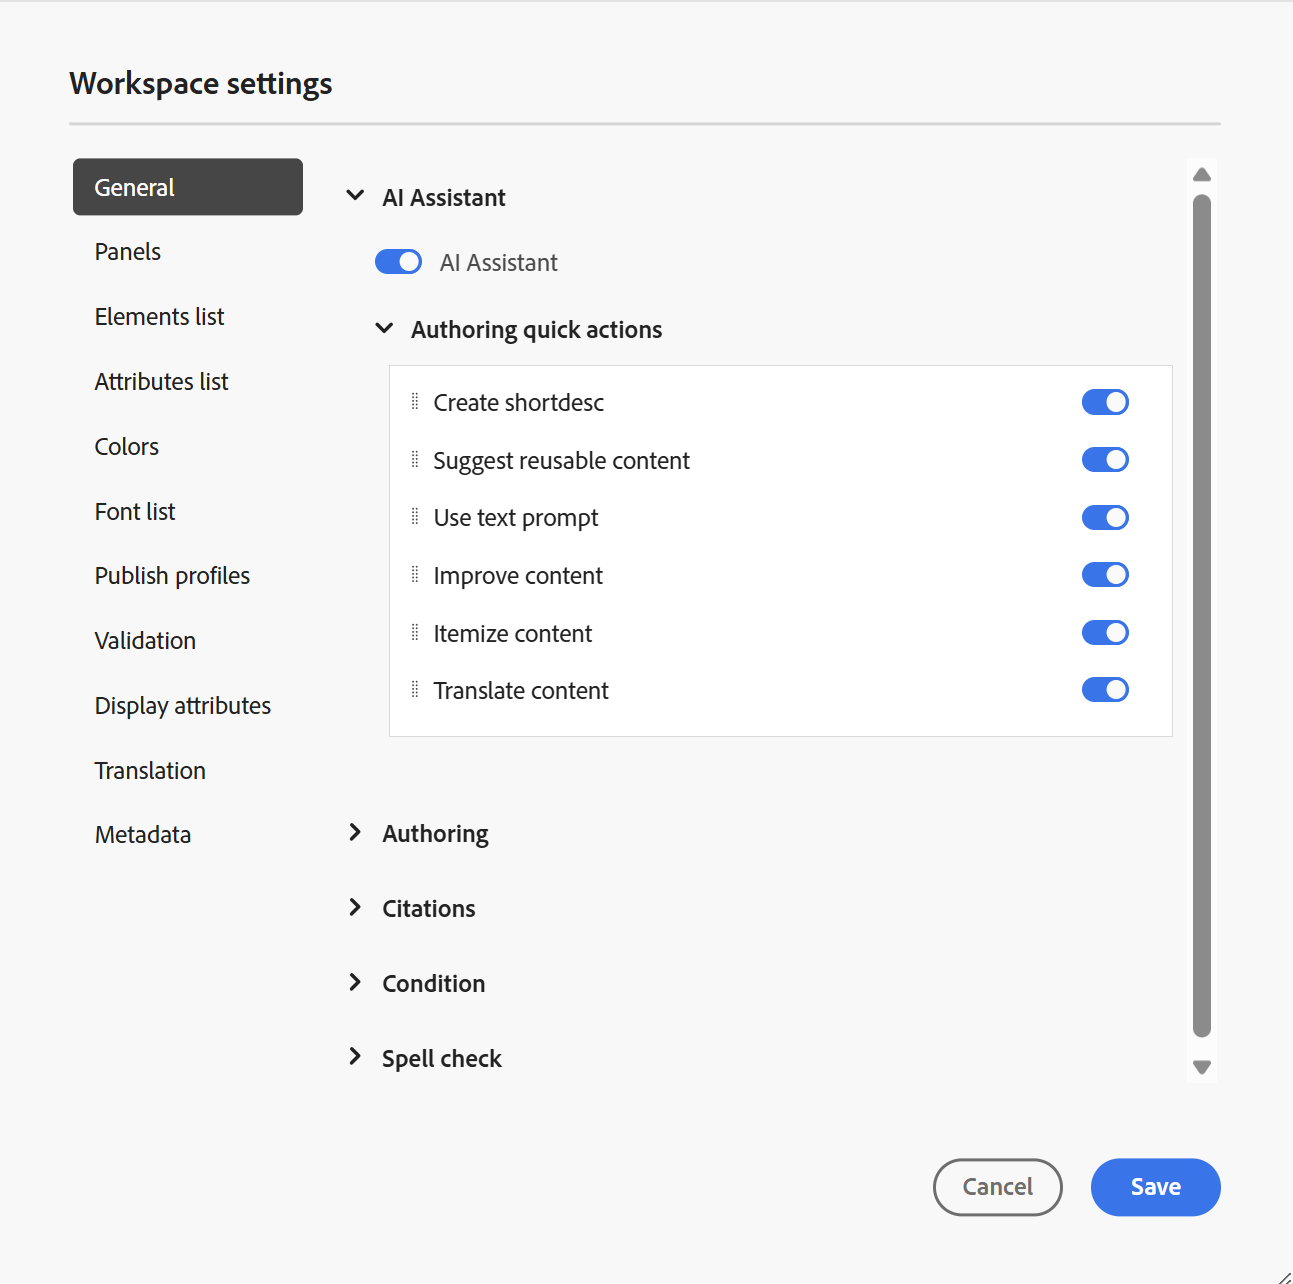 Workspace settings
General
Panels
Elements list
Attributes list
Colors
Font list
Publish profiles
Validation
Display attributes
Translation
Metadata
AI Assistant
AI Assistant
Authoring quick actions
Create shortdesc
Suggest reusable content
Use text prompt
Improve content
Itemize content
Translate content
Authoring
Citations
Condition
Spell check
Cancel
Save